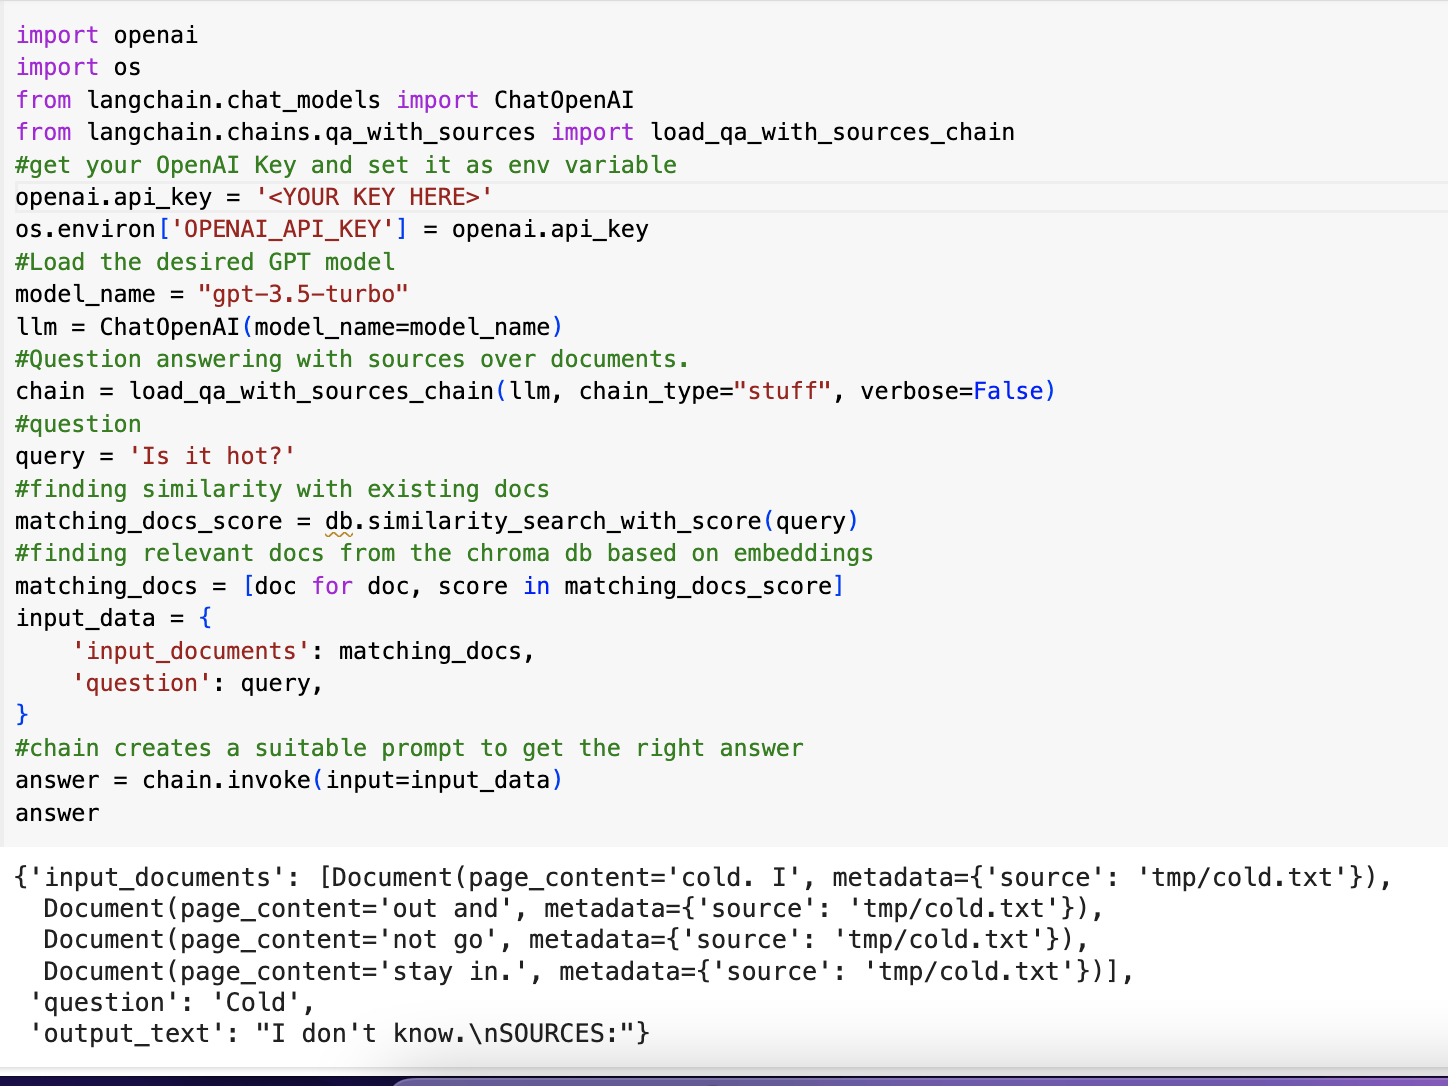 import openai
import os
from langchain.chat_models import ChatOpenAI
from langchain.chains.qa_with_sources import load_qa_with_sources_chain
#get your OpenAI Key and set it as env variable
openai.api_key = '<YOUR KEY HERE>'
os.environ['OPENAI_API_KEY'] = openai.api_key
#Load the desired GPT model
model_name = "gpt-3.5-turbo"
llm = ChatOpenAI(model_name=model_name)
#Question answering with sources over documents.
chain = load_qa_with_sources_chain(llm, chain_type="stuff", verbose=False)
#question
query = 'Is it hot?'
#finding similarity with existing docs
matching_docs_score = db.similarity_search_with_score(query)
#finding relevant docs from the chroma db based on embeddings
matching_docs = [doc for doc, score in matching_docs_score]
input_data = {
    'input_documents': matching_docs,
    'question': query,
}
#chain creates a suitable prompt to get the right answer
answer = chain.invoke(input=input_data)
answer
{'input_documents': [Document(page_content='cold. I', metadata={'source': 'tmp/cold.txt'}),
  Document(page_content='out and', metadata={'source': 'tmp/cold.txt'}),
  Document(page_content='not go', metadata={'source': 'tmp/cold.txt'}),
  Document(page_content='stay in.', metadata={'source': 'tmp/cold.txt'})],
 'question': 'Cold',
 'output_text': "I don't know.\nSOURCES:"}